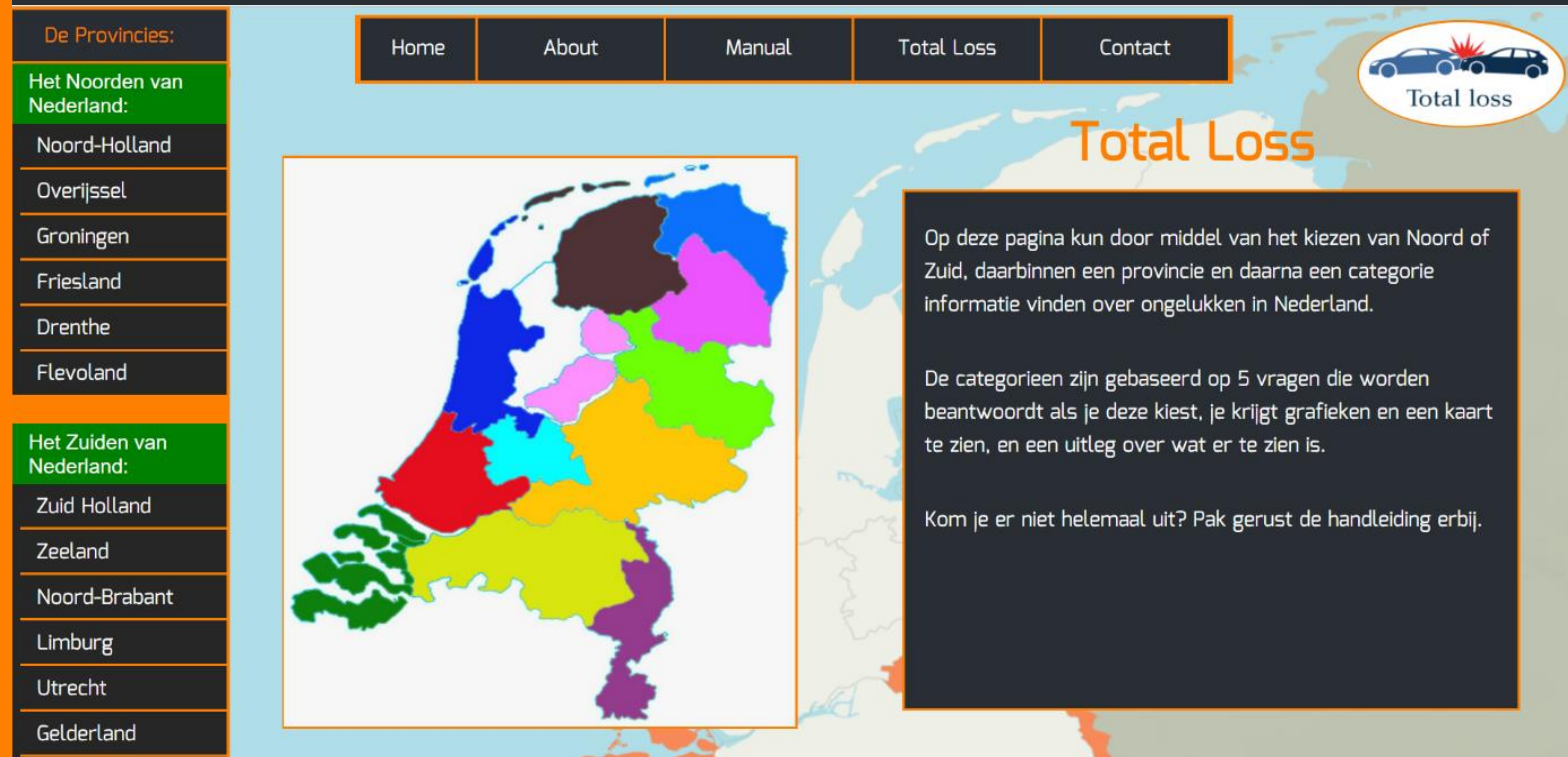 De Provincies:
Het Noorden van
Nederland:
Noord-Holland
Overijssel
Groningen
Friesland
Drenthe
Flevoland
Het Zuiden van
Nederland:
Zuid Holland
Zeeland
Noord-Brabant
Limburg
Utrecht
Gelderland
Home
About
Manual
Total Loss
Contact
Total loss
Total Loss
Op deze pagina kun door middel van het kiezen van Noord of
Zuid, daarbinnen een provincie en daarna een categorie
informatie vinden over ongelukken in Nederland.
De categorieen zijn gebaseerd op 5 vragen die worden
beantwoordt als je deze kiest, je krijgt grafieken en een kaart
te zien, en een uitleg over wat er te zien is.
Kom je er niet helemaal uit? Pak gerust de handleiding erbij.